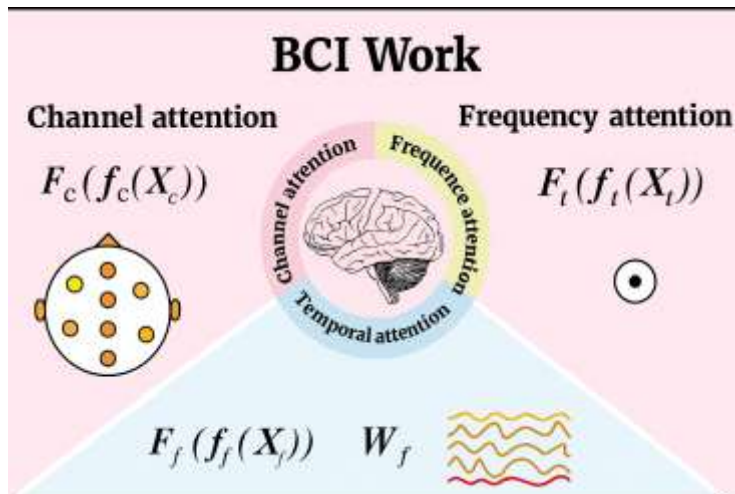 BCI Work
Channel attention
Frequency attention
F_c(f_c(X_c))
F_t(f_t(X_t))
Channel attention
Frequence attention
Temporal attention
F_f(f_f(X_f)) W_f